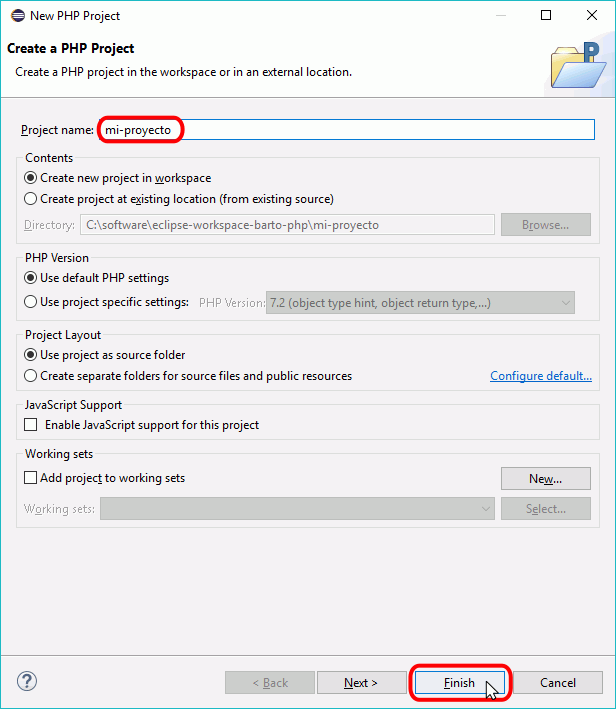 New PHP Project
Create a PHP Project
Create a PHP project in the workspace or in an external location.
Project name: mi-proyecto
Contents
Create new project in workspace
Create project at existing location (from existing source)
Directory: C:\software\eclipse-workspace-barto-php\mi-proyecto Browse...
PHP Version
Use default PHP settings
Use project specific settings: PHP Version: 7.2 (object type hint, object return type,...)
Project Layout
Use project as source folder
Create separate folders for source files and public resources Configure default...
JavaScript Support
Enable JavaScript support for this project
Working sets
Add project to working sets New...
Working sets: Select...
? < Back Next > Finish Cancel